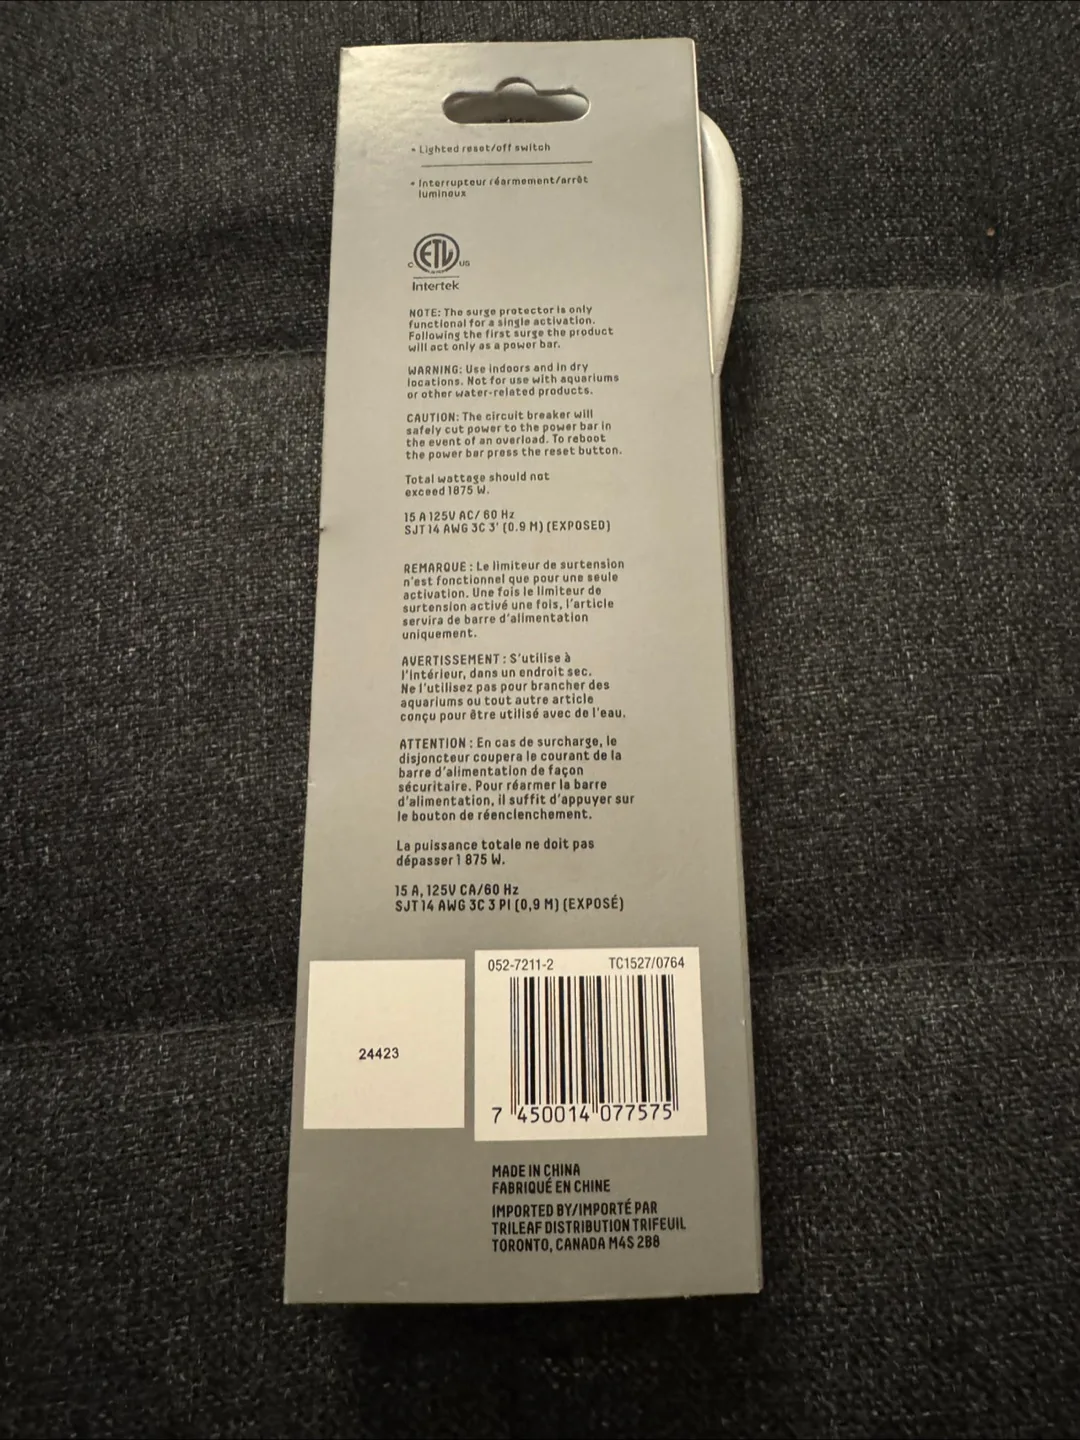 • Lighted reset/off switch
• Interrupteur réarmement/arrêt
lumineux
ETL
C US
Intertek
NOTE: The surge protector is only
functional for a single activation.
Following the first surge the product
will act only as a power bar.
WARNING: Use indoors and in dry
locations. Not for use with aquariums
or other water-related products.
CAUTION: The circuit breaker will
safely cut power to the power bar in
the event of an overload. To reboot
the power bar press the reset button.
Total wattage should not
exceed 1875 W.
15 A 125V AC/ 60 Hz
SJT 14 AWG 3C 3' (0.9 M) (EXPOSED)
REMARQUE : Le limiteur de surtension
n'est fonctionnel que pour une seule
activation. Une fois le limiteur de
surtension activé une fois, l'article
servira de barre d'alimentation
uniquement.
AVERTISSEMENT : S'utilise à
l'intérieur, dans un endroit sec.
Ne l'utilisez pas pour brancher des
aquariums ou tout autre article
conçu pour être utilisé avec de l'eau.
ATTENTION : En cas de surcharge, le
disjoncteur coupera le courant de la
barre d'alimentation de façon
sécuritaire. Pour réarmer la barre
d'alimentation, il suffit d'appuyer sur
le bouton de réenclenchement.
La puissance totale ne doit pas
dépasser 1 875 W.
15 A, 125V CA/60 Hz
SJT 14 AWG 3C 3 PI (0,9 M) (EXPOSÉ)
052-7211-2 TC1527/0764
24423
7 450014 077575
MADE IN CHINA
FABRIQUÉ EN CHINE
IMPORTED BY/IMPORTÉ PAR
TRILEAF DISTRIBUTION TRIFEUIL
TORONTO, CANADA M4S 2B8